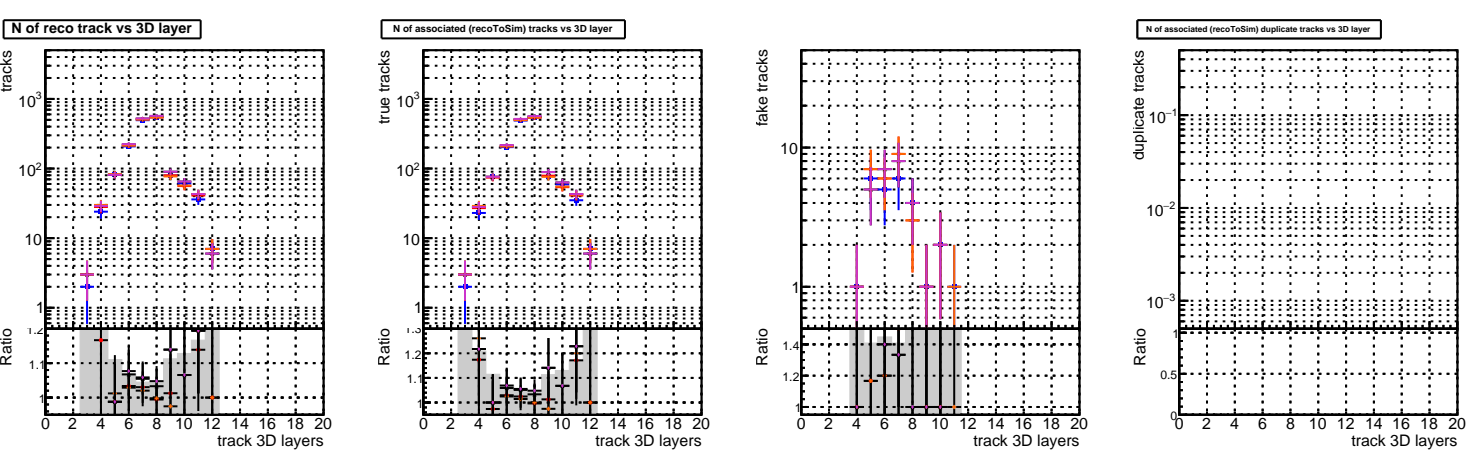 N of reco track vs 3D layer
tracks
10³
10²
10
1
Ratio
1.2
1.1
1
0 2 4 6 8 10 12 14 16 18 20
track 3D layers
N of associated (recoToSim) tracks vs 3D layer
true tracks
10³
10²
10
1
Ratio
1.3
1.2
1.1
1
0 2 4 6 8 10 12 14 16 18 20
track 3D layers
fake tracks
10
1
Ratio
1.4
1.2
1
0 2 4 6 8 10 12 14 16 18 20
track 3D layers
N of associated (recoToSim) duplicate tracks vs 3D layer
duplicate tracks
10⁻¹
10⁻²
10⁻³
Ratio
1
0.5
0
0 2 4 6 8 10 12 14 16 18 20
track 3D layers